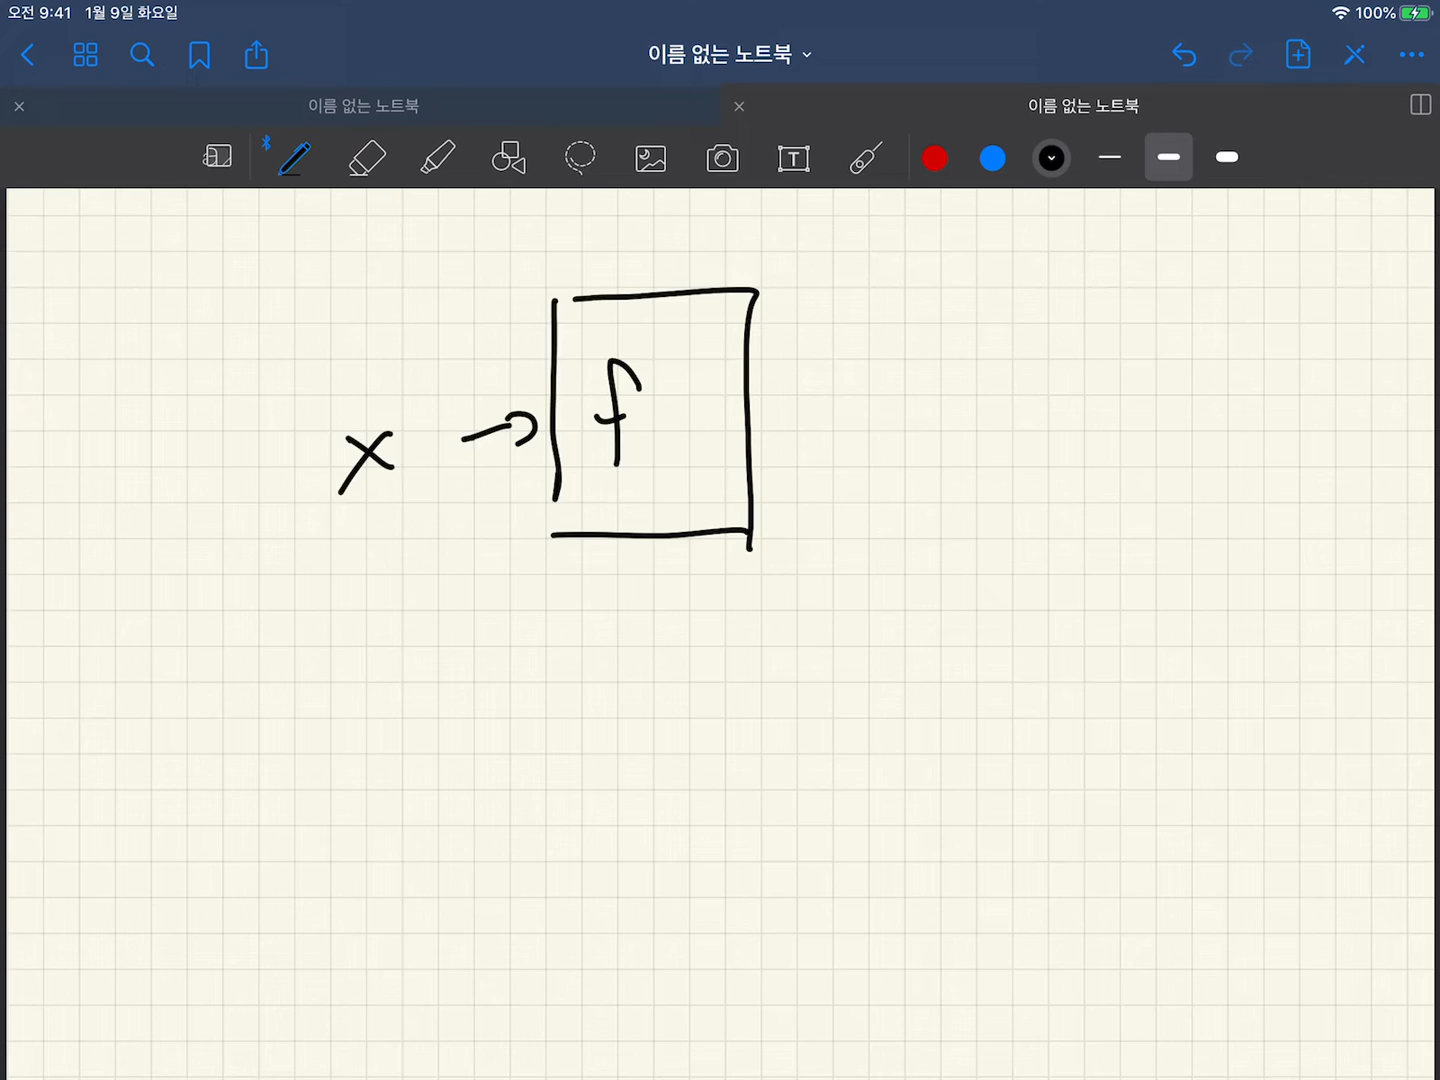 오전 9:41 1월 9일 화요일 100%
이름 없는 노트북
이름 없는 노트북 이름 없는 노트북
T
f
x →